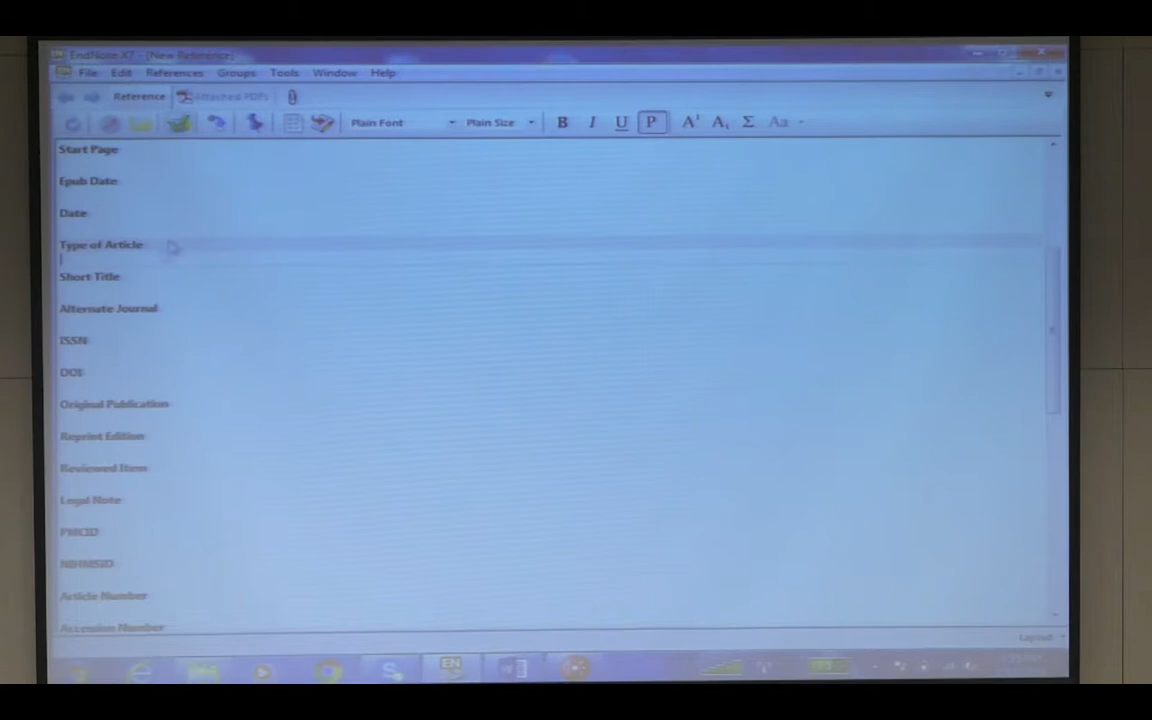 EndNote X7 - [New Reference]
File Edit References Groups Tools Window Help
Reference Attached PDFs
Plain Font Plain Size B I U P A¹ A₁ Σ Aa
Start Page
Epub Date
Date
Type of Article
Short Title
Alternate Journal
ISSN
DOI
Original Publication
Reprint Edition
Reviewed Item
Legal Note
PMCID
NIHMSID
Article Number
Accession Number
Layout
EN